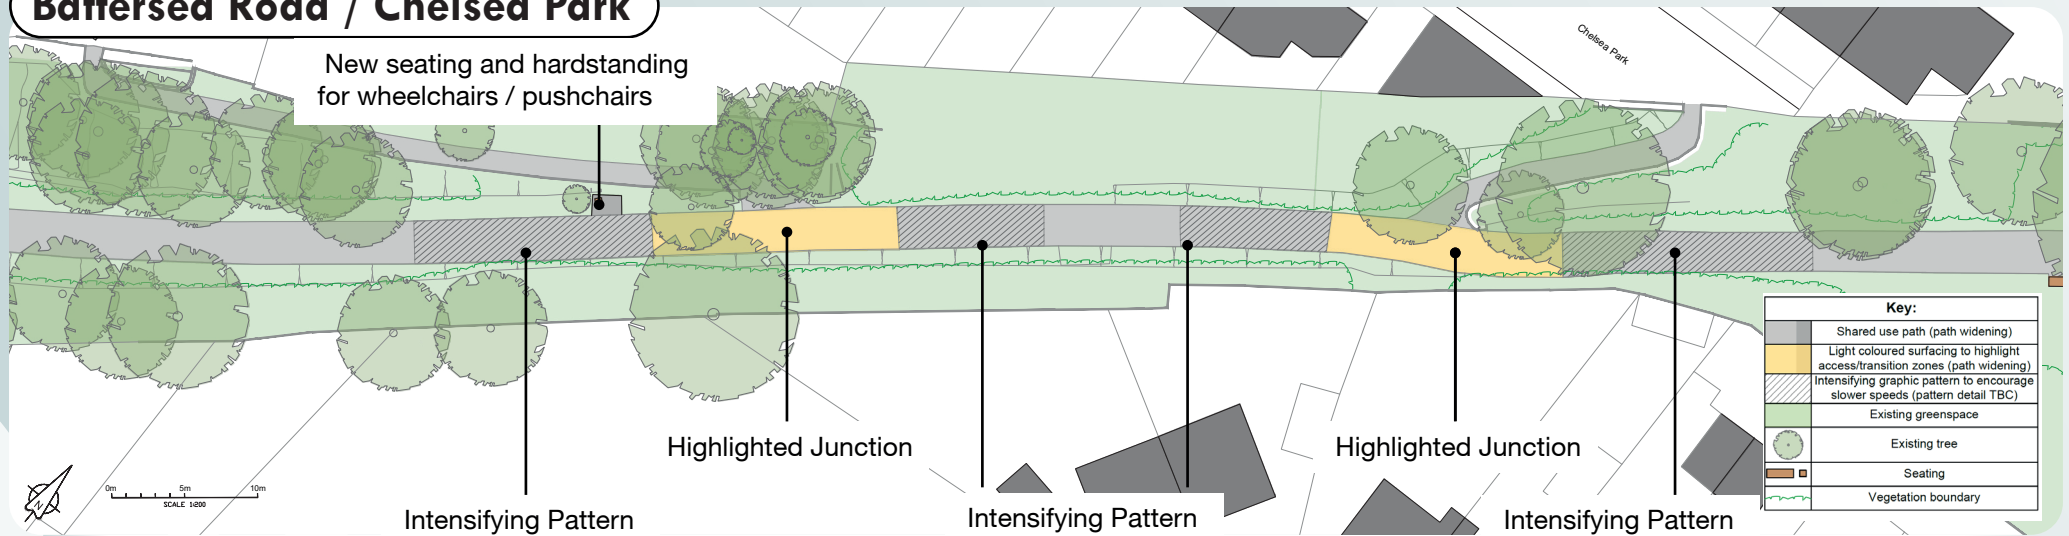 Battersea Road / Chelsea Park
New seating and hardstanding
for wheelchairs / pushchairs
Chelsea Park
Highlighted Junction
Highlighted Junction
Intensifying Pattern
Intensifying Pattern
Intensifying Pattern
N
0m 5m 10m
SCALE 1:200
Key:
Shared use path (path widening)
Light coloured surfacing to highlight
access/transition zones (path widening)
Intensifying graphic pattern to encourage
slower speeds (pattern detail TBC)
Existing greenspace
Existing tree
Seating
Vegetation boundary